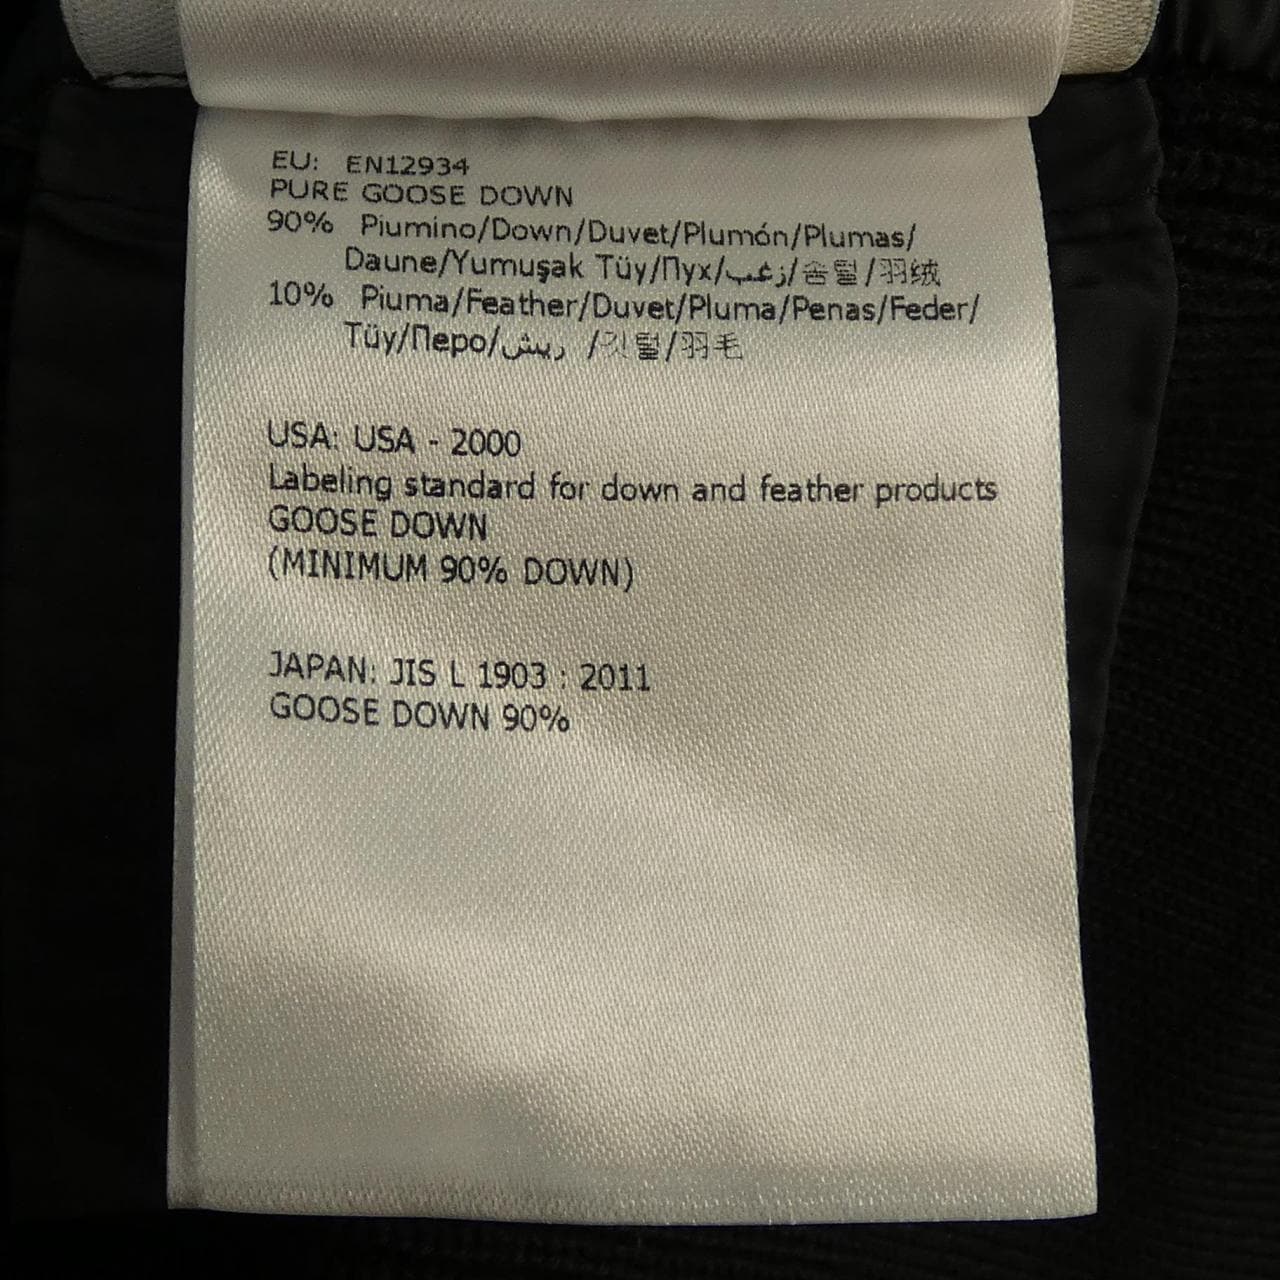 EU: EN12934
PURE GOOSE DOWN
90% Piumino/Down/Duvet/Plumón/Plumas/
Daune/Yumuşak Tüy/Пух/زغب/솜털/羽绒
10% Piuma/Feather/Duvet/Pluma/Penas/Feder/
Tüy/Перо/ريش /깃털/羽毛
USA: USA - 2000
Labeling standard for down and feather products
GOOSE DOWN
(MINIMUM 90% DOWN)
JAPAN: JIS L 1903 : 2011
GOOSE DOWN 90%